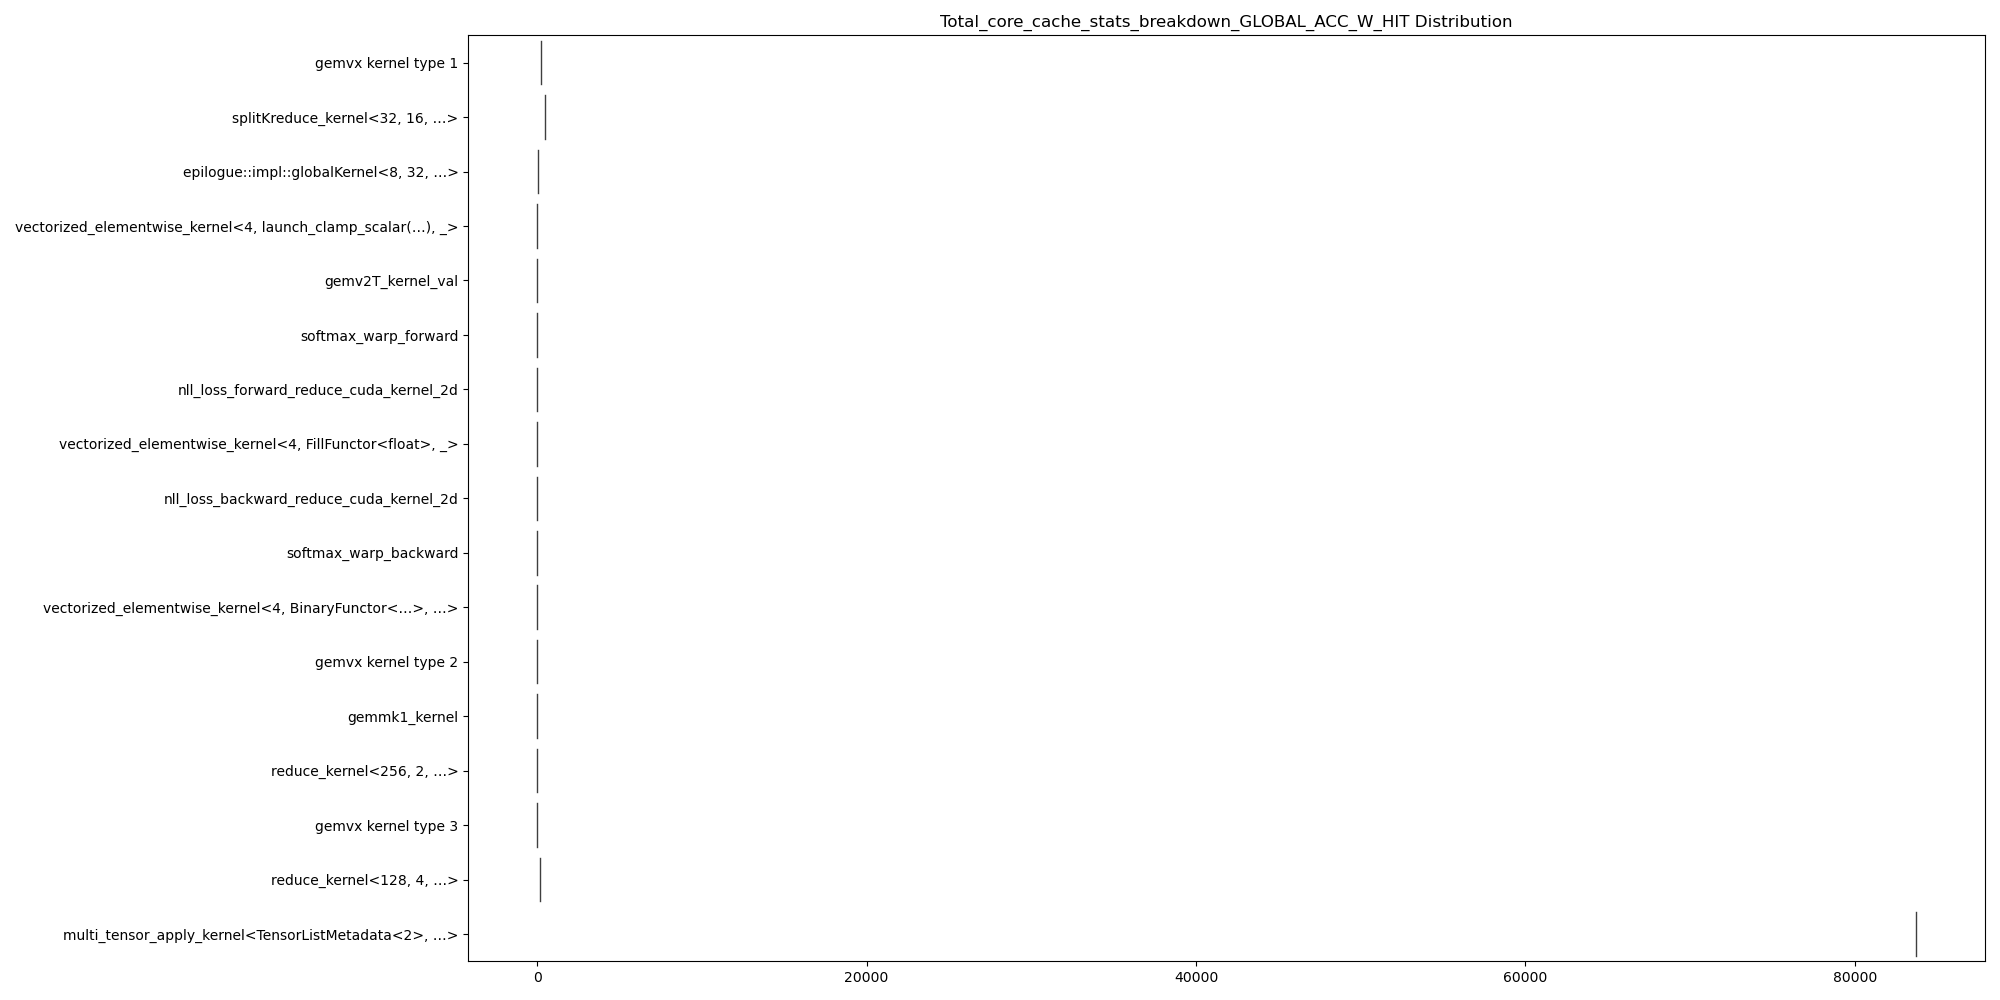 Total_core_cache_stats_breakdown_GLOBAL_ACC_W_HIT Distribution
gemvx kernel type 1
splitKreduce_kernel<32, 16, ...>
epilogue::impl::globalKernel<8, 32, ...>
vectorized_elementwise_kernel<4, launch_clamp_scalar(...), _>
gemv2T_kernel_val
softmax_warp_forward
nll_loss_forward_reduce_cuda_kernel_2d
vectorized_elementwise_kernel<4, FillFunctor<float>, _>
nll_loss_backward_reduce_cuda_kernel_2d
softmax_warp_backward
vectorized_elementwise_kernel<4, BinaryFunctor<...>, ...>
gemvx kernel type 2
gemmk1_kernel
reduce_kernel<256, 2, ...>
gemvx kernel type 3
reduce_kernel<128, 4, ...>
multi_tensor_apply_kernel<TensorListMetadata<2>, ...>
0 20000 40000 60000 80000